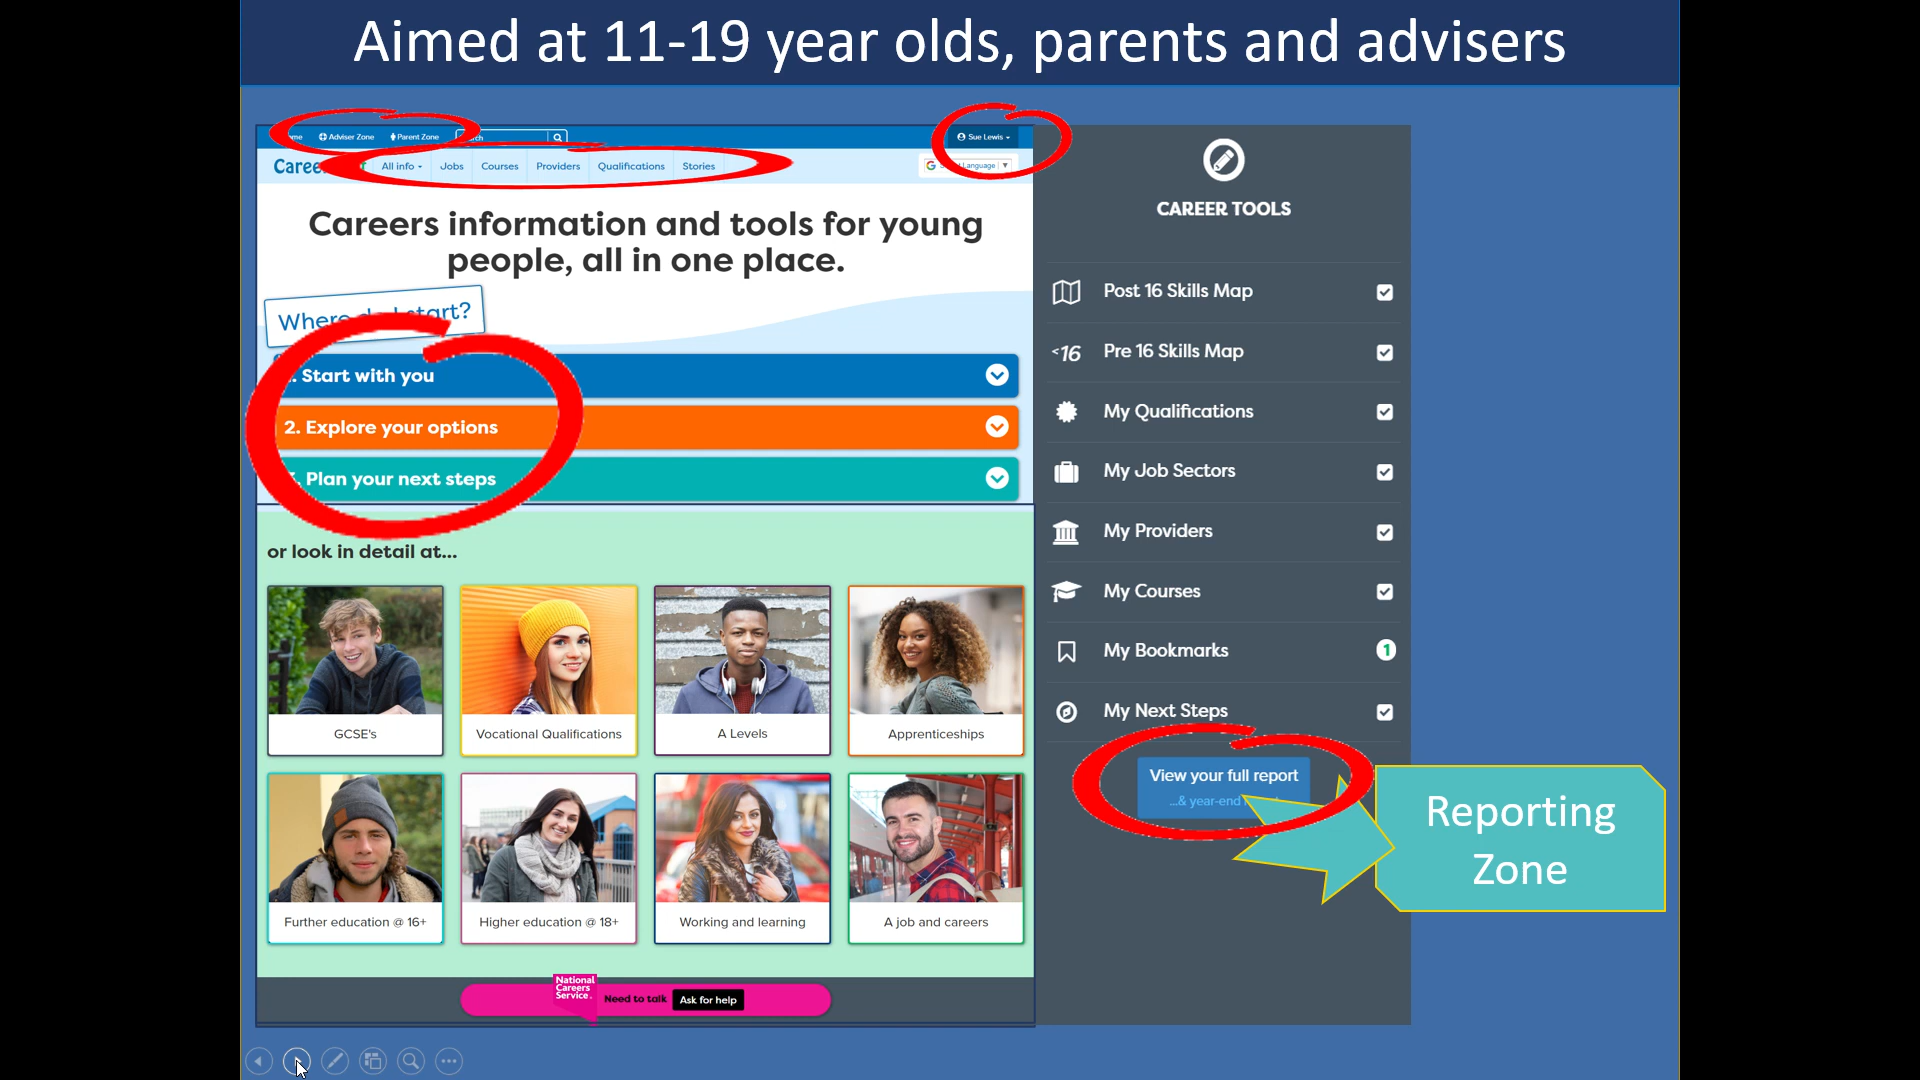 Aimed at 11-19 year olds, parents and advisers
Adviser Zone
Parent Zone
Sue Lewis
All info
Jobs
Courses
Providers
Qualifications
Stories
Language
Careers information and tools for young
people, all in one place.
start?
Start with you
2. Explore your options
Plan your next steps
or look in detail at...
GCSE's
Vocational Qualifications
A Levels
Apprenticeships
Further education @ 16+
Higher education @ 18+
Working and learning
A job and careers
National
Careers
Service
Need to talk
Ask for help
CAREER TOOLS
Post 16 Skills Map
<16
Pre 16 Skills Map
My Qualifications
My Job Sectors
My Providers
My Courses
My Bookmarks
1
My Next Steps
View your full report
...& year-end
Reporting
Zone